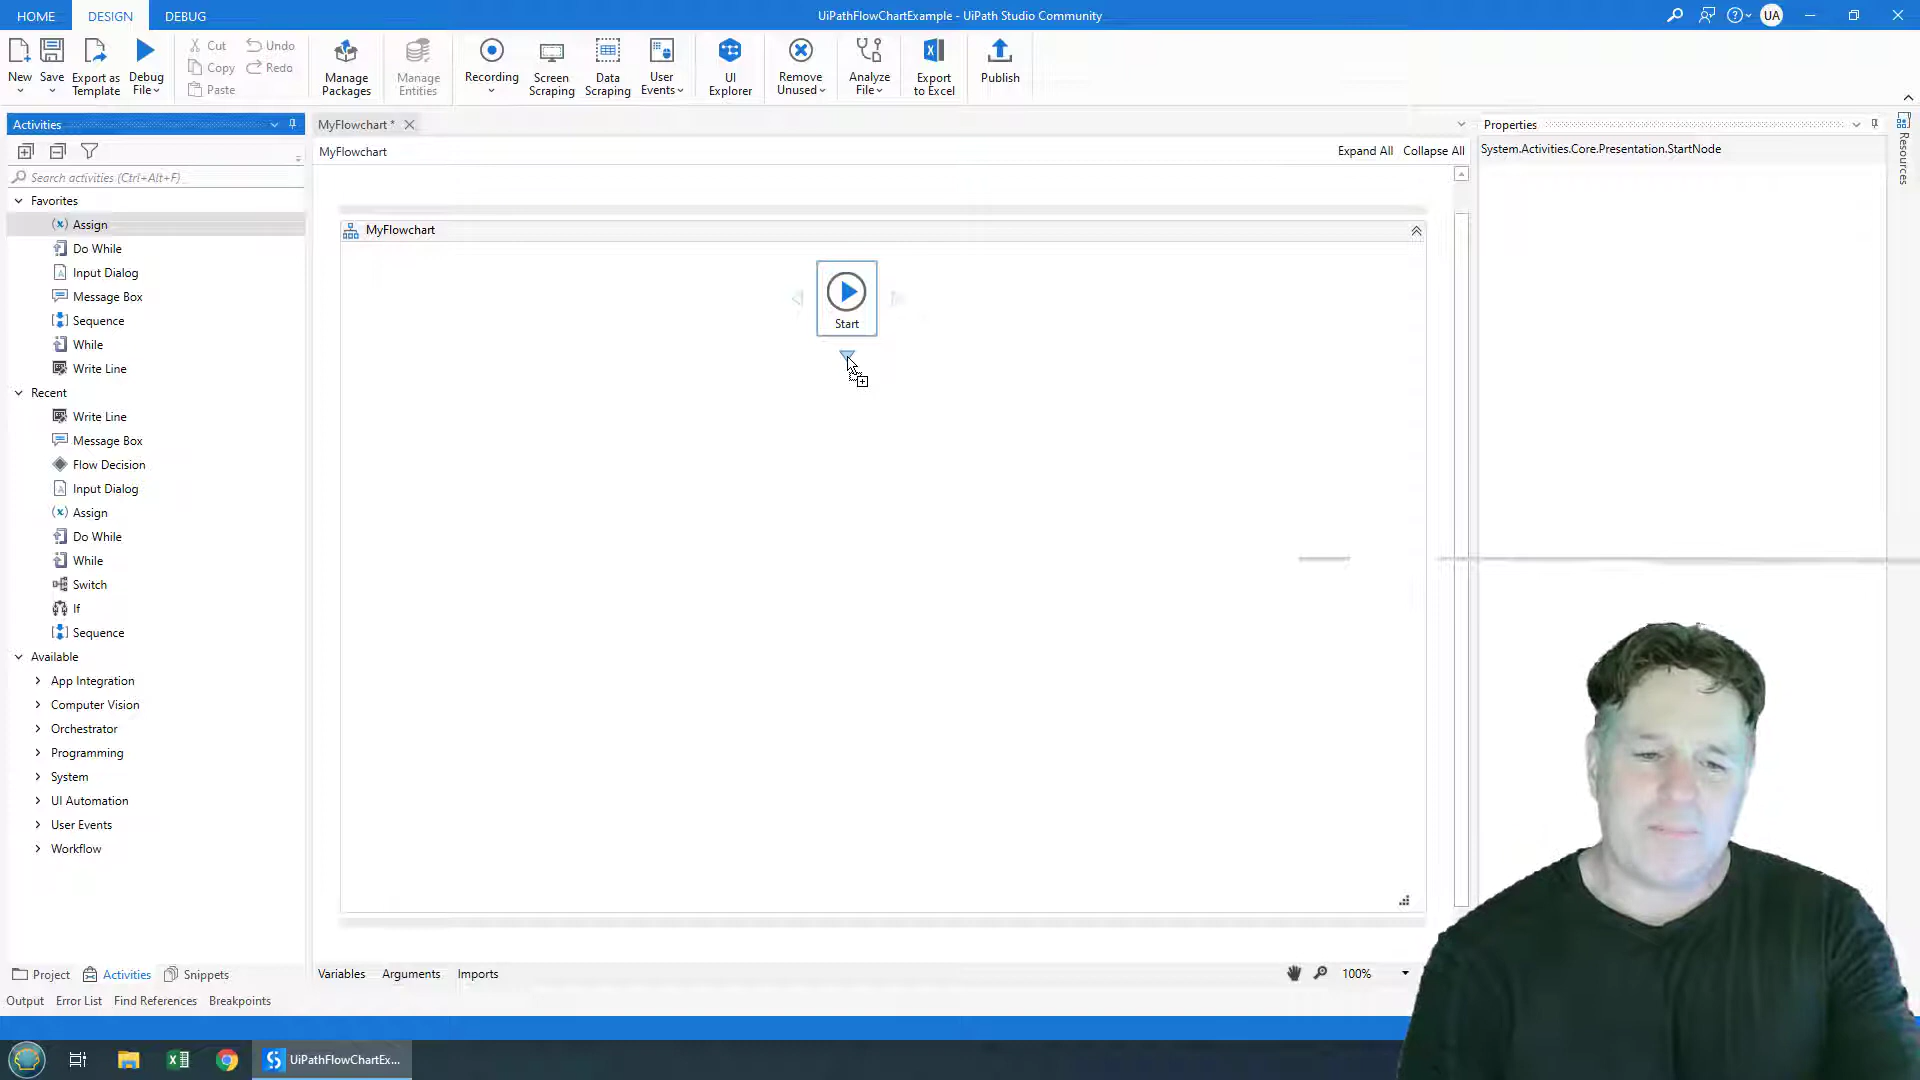 HOME DESIGN DEBUG UiPathFlowChartExample - UiPath Studio Community UA
New Save Export as Template Debug File Cut Copy Paste Undo Redo Manage Packages Manage Entities Recording Screen Scraping Data Scraping User Events UI Explorer Remove Unused Analyze File Export to Excel Publish
Activities
Search activities (Ctrl+Alt+F)
Favorites
Assign
Do While
Input Dialog
Message Box
Sequence
While
Write Line
Recent
Write Line
Message Box
Flow Decision
Input Dialog
Assign
Do While
While
Switch
If
Sequence
Available
App Integration
Computer Vision
Orchestrator
Programming
System
UI Automation
User Events
Workflow
Project Activities Snippets
MyFlowchart *
MyFlowchart Expand All Collapse All
MyFlowchart
Start
Variables Arguments Imports 100%
Properties
System.Activities.Core.Presentation.StartNode
Resources
Output Error List Find References Breakpoints
UiPathFlowChartEx...